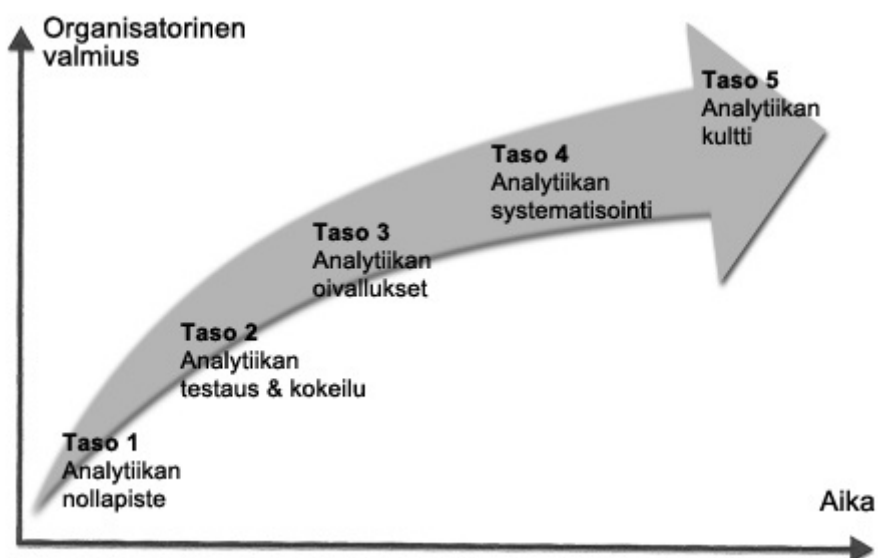 Organisatorinen
valmius
Taso 5
Analytiikan
kultti
Taso 4
Analytiikan
systematisointi
Taso 3
Analytiikan
oivallukset
Taso 2
Analytiikan
testaus & kokeilu
Taso 1
Analytiikan
nollapiste
Aika